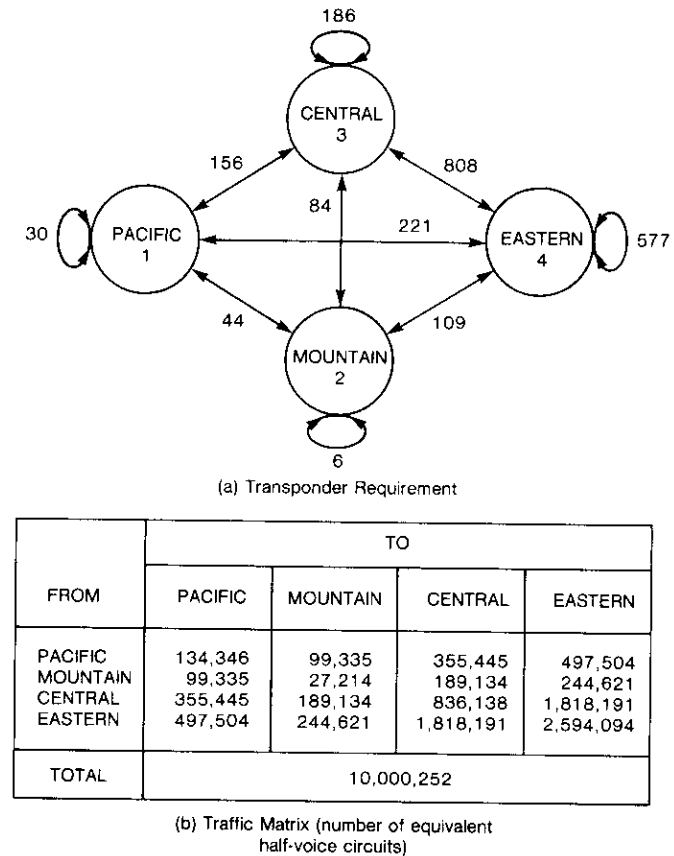 186
CENTRAL
3
156
808
84
221
30
PACIFIC
1
EASTERN
4
577
44
109
MOUNTAIN
2
6
(a) Transponder Requirement
TO
FROM PACIFIC MOUNTAIN CENTRAL EASTERN
PACIFIC 134,346 99,335 355,445 497,504
MOUNTAIN 99,335 27,214 189,134 244,621
CENTRAL 355,445 189,134 836,138 1,818,191
EASTERN 497,504 244,621 1,818,191 2,594,094
TOTAL 10,000,252
(b) Traffic Matrix (number of equivalent
half-voice circuits)